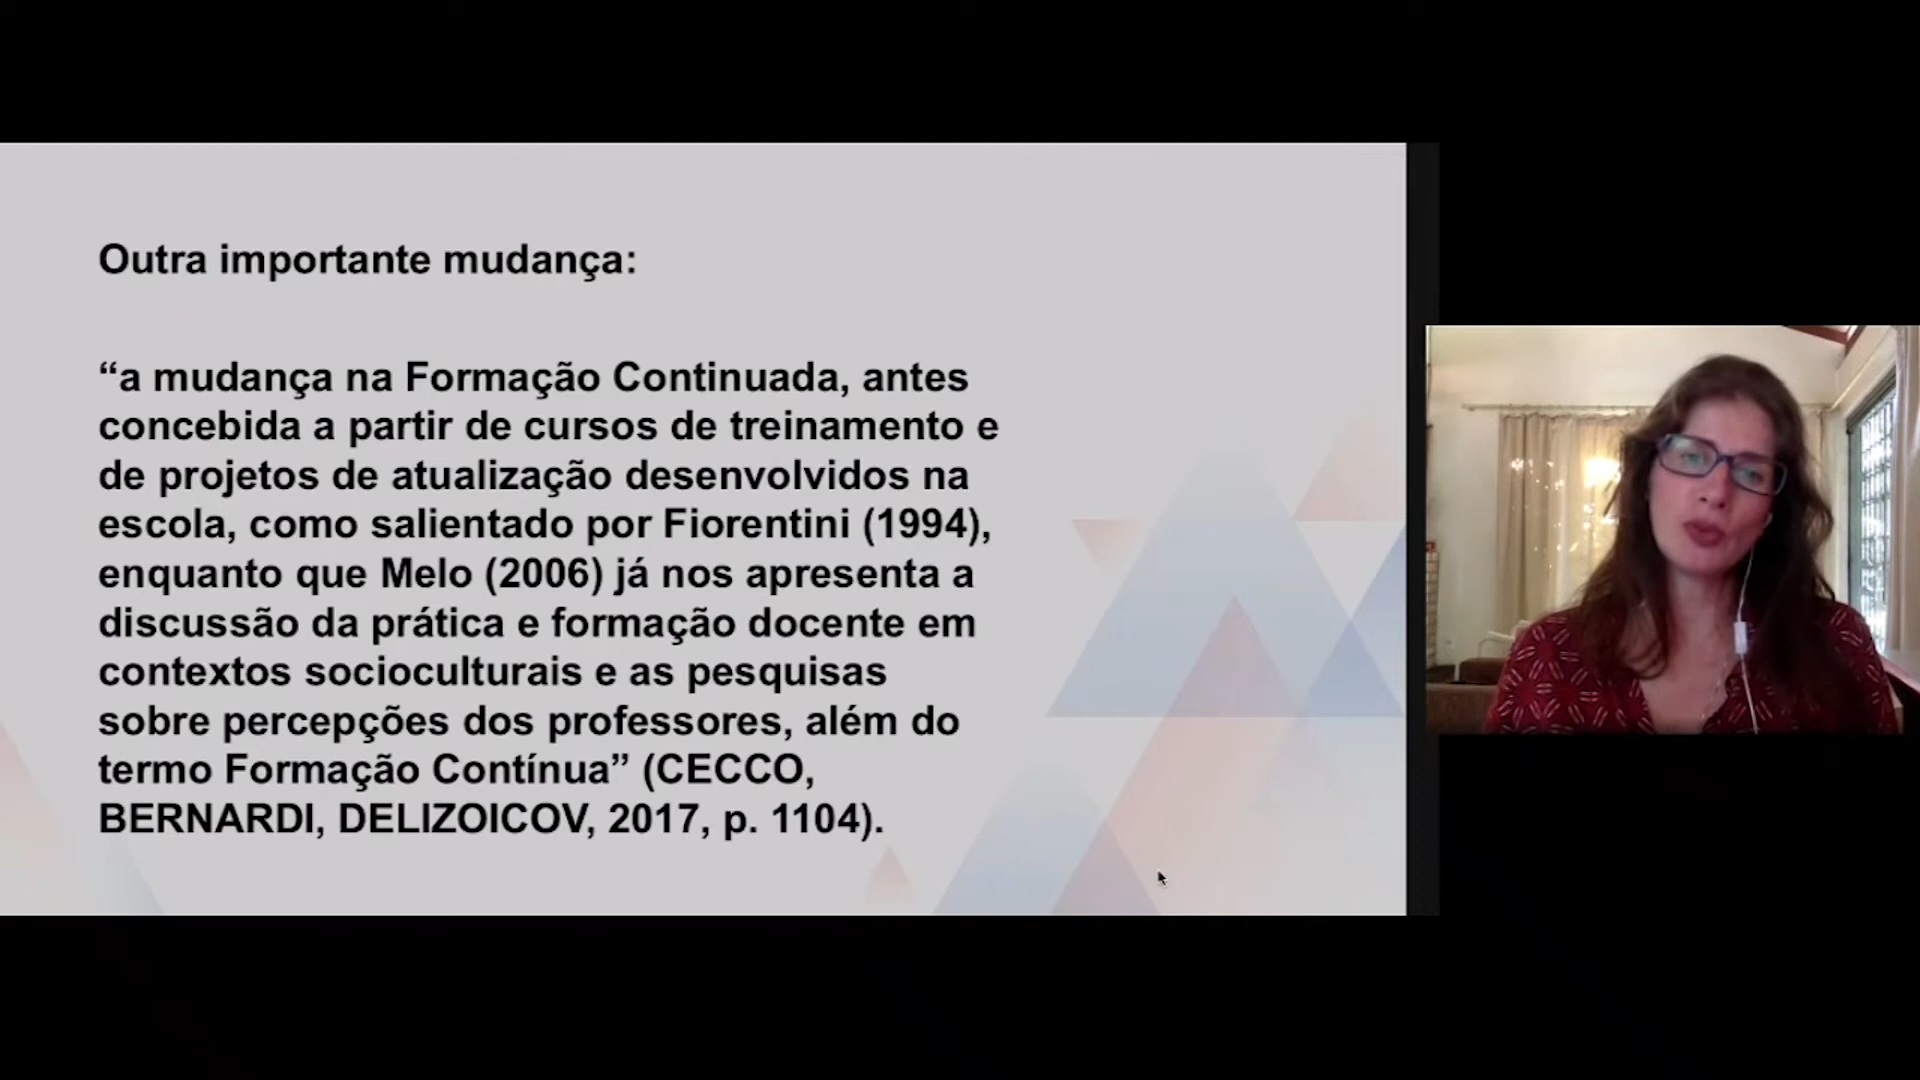 Outra importante mudança:
“a mudança na Formação Continuada, antes
concebida a partir de cursos de treinamento e
de projetos de atualização desenvolvidos na
escola, como salientado por Fiorentini (1994),
enquanto que Melo (2006) já nos apresenta a
discussão da prática e formação docente em
contextos socioculturais e as pesquisas
sobre percepções dos professores, além do
termo Formação Contínua” (CECCO,
BERNARDI, DELIZOICOV, 2017, p. 1104).